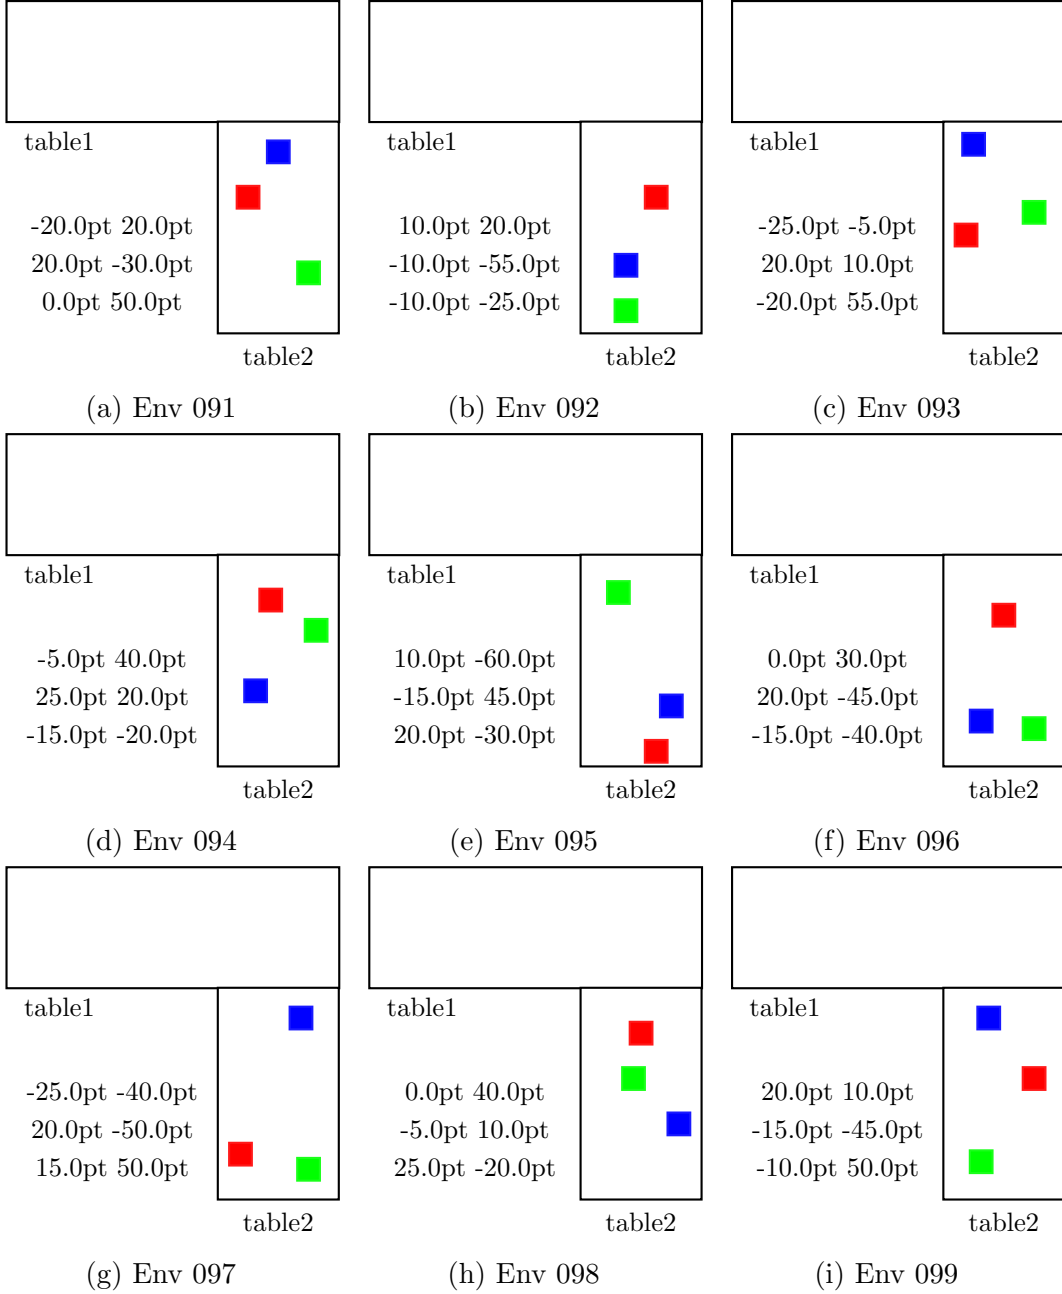 table1
-20.0pt 20.0pt
20.0pt -30.0pt
0.0pt 50.0pt
table2
(a) Env 091
table1
10.0pt 20.0pt
-10.0pt -55.0pt
-10.0pt -25.0pt
table2
(b) Env 092
table1
-25.0pt -5.0pt
20.0pt 10.0pt
-20.0pt 55.0pt
table2
(c) Env 093
table1
-5.0pt 40.0pt
25.0pt 20.0pt
-15.0pt -20.0pt
table2
(d) Env 094
table1
10.0pt -60.0pt
-15.0pt 45.0pt
20.0pt -30.0pt
table2
(e) Env 095
table1
0.0pt 30.0pt
20.0pt -45.0pt
-15.0pt -40.0pt
table2
(f) Env 096
table1
-25.0pt -40.0pt
20.0pt -50.0pt
15.0pt 50.0pt
table2
(g) Env 097
table1
0.0pt 40.0pt
-5.0pt 10.0pt
25.0pt -20.0pt
table2
(h) Env 098
table1
20.0pt 10.0pt
-15.0pt -45.0pt
-10.0pt 50.0pt
table2
(i) Env 099